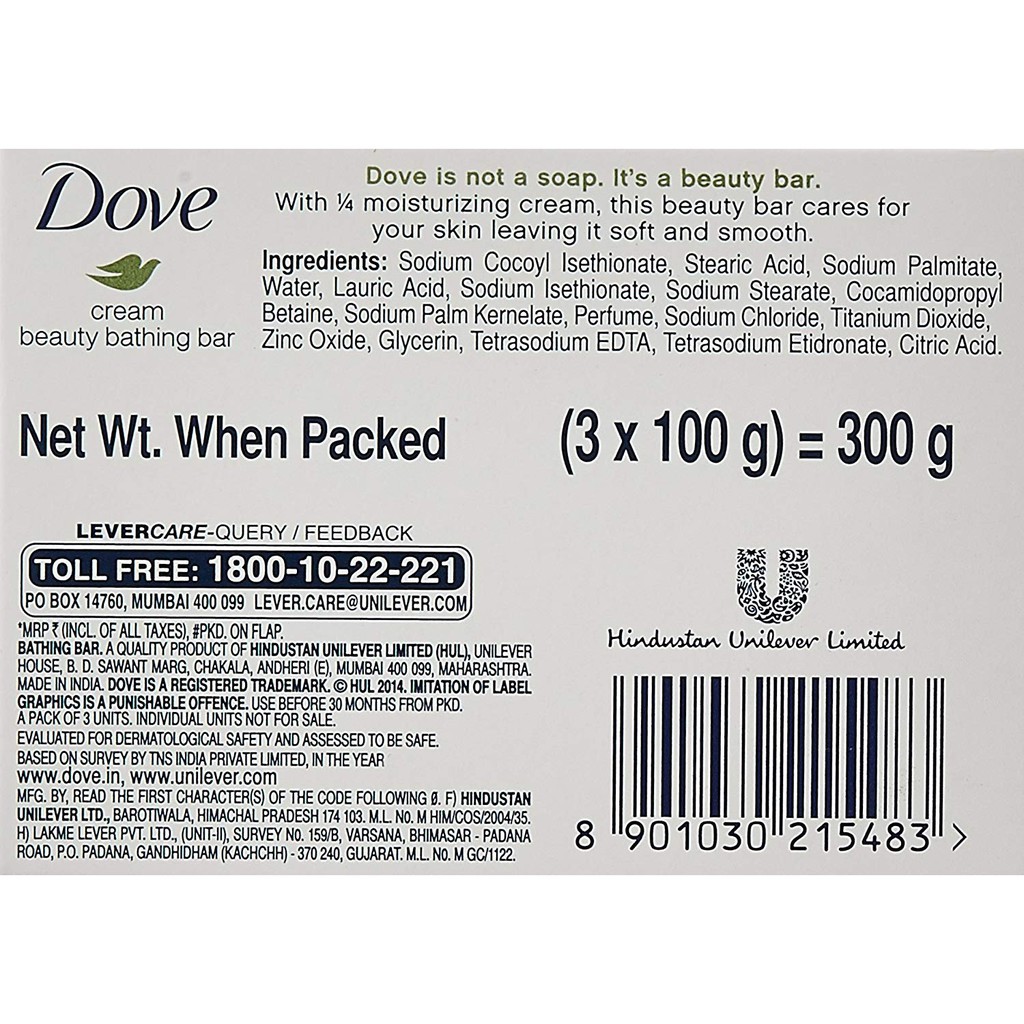 Dove
cream
beauty bathing bar
Dove is not a soap. It's a beauty bar.
With ¼ moisturizing cream, this beauty bar cares for
your skin leaving it soft and smooth.
Ingredients: Sodium Cocoyl Isethionate, Stearic Acid, Sodium Palmitate,
Water, Lauric Acid, Sodium Isethionate, Sodium Stearate, Cocamidopropyl
Betaine, Sodium Palm Kernelate, Perfume, Sodium Chloride, Titanium Dioxide,
Zinc Oxide, Glycerin, Tetrasodium EDTA, Tetrasodium Etidronate, Citric Acid.
Net Wt. When Packed (3 x 100 g) = 300 g
LEVERCARE-QUERY / FEEDBACK
TOLL FREE: 1800-10-22-221
PO BOX 14760, MUMBAI 400 099 LEVER.CARE@UNILEVER.COM
*MRP ₹ (INCL. OF ALL TAXES), #PKD. ON FLAP.
BATHING BAR. A QUALITY PRODUCT OF HINDUSTAN UNILEVER LIMITED (HUL), UNILEVER
HOUSE, B. D. SAWANT MARG, CHAKALA, ANDHERI (E), MUMBAI 400 099, MAHARASHTRA.
MADE IN INDIA. DOVE IS A REGISTERED TRADEMARK. © HUL 2014. IMITATION OF LABEL
GRAPHICS IS A PUNISHABLE OFFENCE. USE BEFORE 30 MONTHS FROM PKD.
A PACK OF 3 UNITS. INDIVIDUAL UNITS NOT FOR SALE.
EVALUATED FOR DERMATOLOGICAL SAFETY AND ASSESSED TO BE SAFE.
BASED ON SURVEY BY TNS INDIA PRIVATE LIMITED, IN THE YEAR
www.dove.in, www.unilever.com
MFG. BY, READ THE FIRST CHARACTER(S) OF THE CODE FOLLOWING Ø. F) HINDUSTAN
UNILEVER LTD., BAROTIWALA, HIMACHAL PRADESH 174 103. M.L. No. M HIM/COS/2004/35.
H) LAKME LEVER PVT. LTD., (UNIT-II), SURVEY No. 159/B, VARSANA, BHIMASAR - PADANA
ROAD, P.O. PADANA, GANDHIDHAM (KACHCHH) - 370 240, GUJARAT. M.L. No. M GC/1122.
Hindustan Unilever Limited
8 901030 215483 >